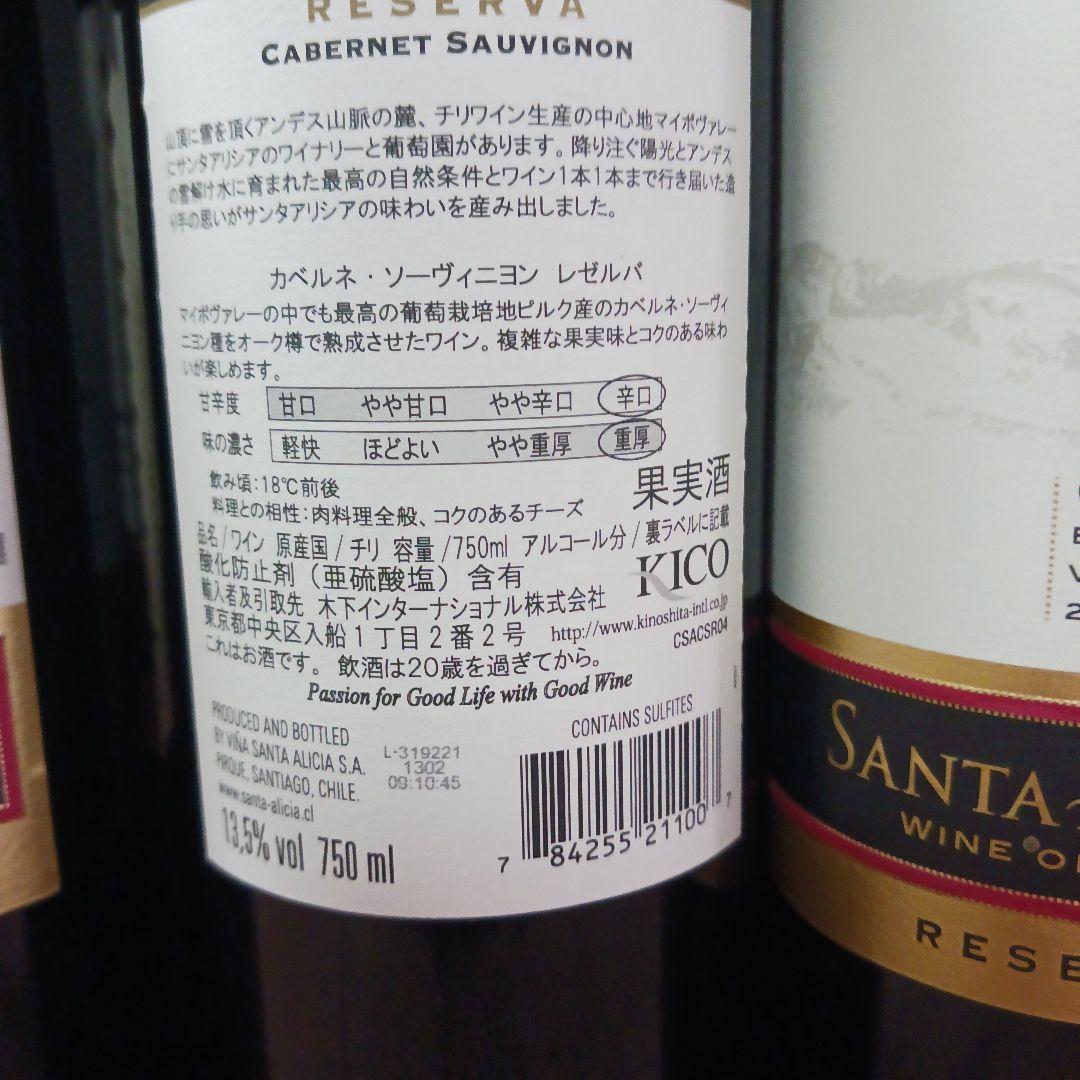 RESERVA
CABERNET SAUVIGNON
山頂に雪を頂くアンデス山脈の麓、チリワイン生産の中心地マイポヴァレー
にサンタアリシアのワイナリーと葡萄園があります。降り注ぐ陽光とアンデス
の雪解け水に育まれた最高の自然条件とワイン1本1本まで行き届いた造
り手の思いがサンタアリシアの味わいを産み出しました。
カベルネ・ソーヴィニヨン レゼルバ
マイポヴァレーの中でも最高の葡萄栽培地ピルク産のカベルネ・ソーヴィ
ニヨン種をオーク樽で熟成させたワイン。複雑な果実味とコクのある味わ
いが楽しめます。
甘辛度 甘口 やや甘口 やや辛口 辛口
味の濃さ 軽快 ほどよい やや重厚 重厚
飲み頃:18℃前後
料理との相性:肉料理全般、コクのあるチーズ
果実酒
品名/ワイン 原産国/チリ 容量/750ml アルコール分/裏ラベルに記載
酸化防止剤(亜硫酸塩)含有
KICO
輸入者及引取先 木下インターナショナル株式会社
東京都中央区入船1丁目2番2号 http://www.kinoshita-intl.co.jp
CSACSR04
これはお酒です。飲酒は20歳を過ぎてから。
Passion for Good Life with Good Wine
PRODUCED AND BOTTLED
BY VIÑA SANTA ALICIA S.A.
PIRQUE, SANTIAGO, CHILE.
www.santa-alicia.cl
L-319221
1302
09:10:45
CONTAINS SULFITES
13,5% vol 750 ml
7 84255 21100 7
SANTA
WINE
RESE